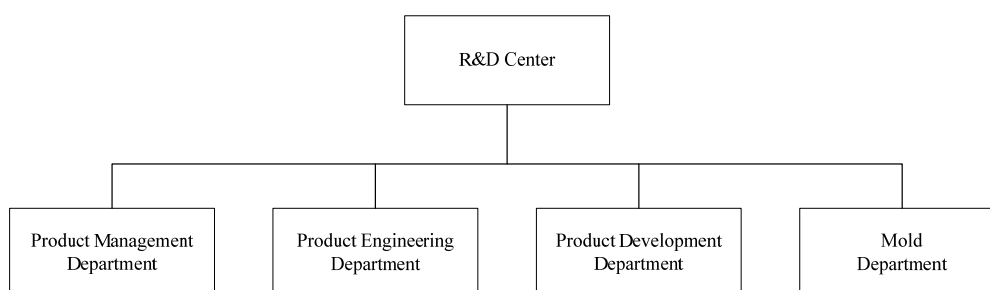 R&D Center
Product Management
Department
Product Engineering
Department
Product Development
Department
Mold
Department